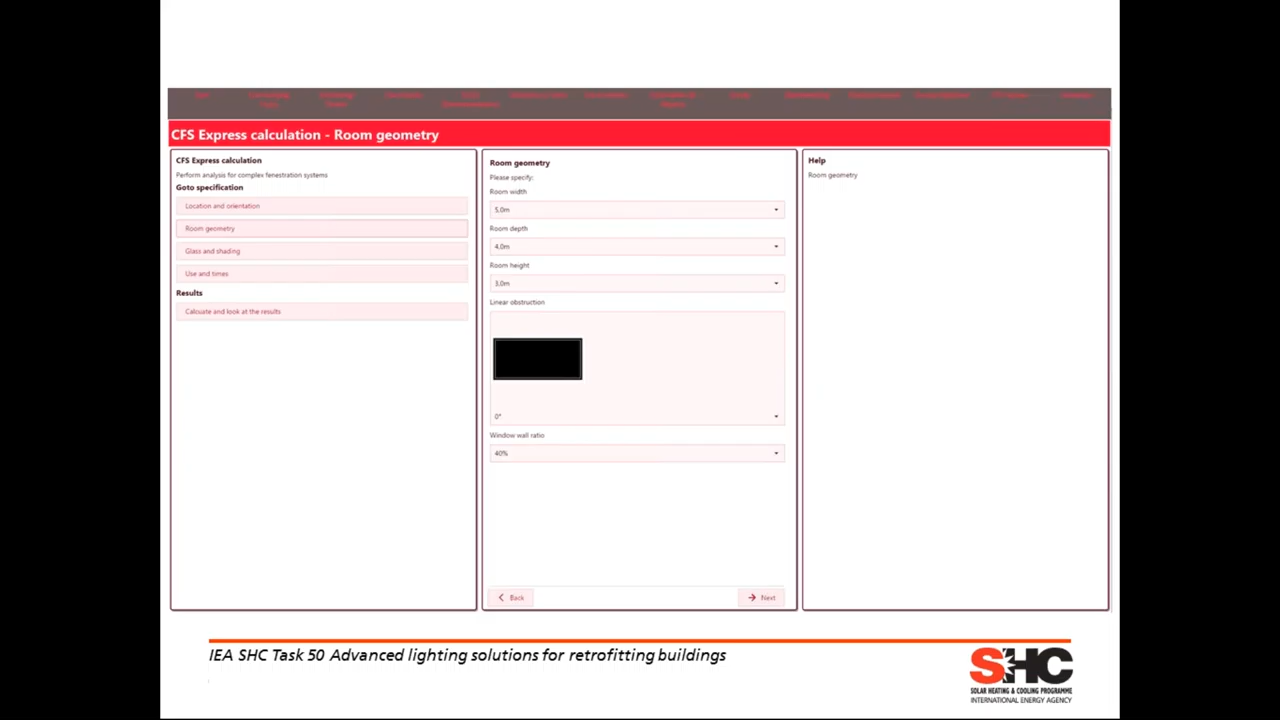 CFS Express calculation - Room geometry
CFS Express calculation
Perform analysis for complex fenestration systems
Goto specification
Location and orientation
Room geometry
Glass and shading
Use and times
Results
Calcuate and look at the results
Room geometry
Please specify:
Room width
5,0m
Room depth
4,0m
Room height
3,0m
Linear obstruction
0°
Window wall ratio
40%
Back
Next
Help
Room geometry
IEA SHC Task 50 Advanced lighting solutions for retrofitting buildings
SHC
SOLAR HEATING & COOLING PROGRAMME
INTERNATIONAL ENERGY AGENCY